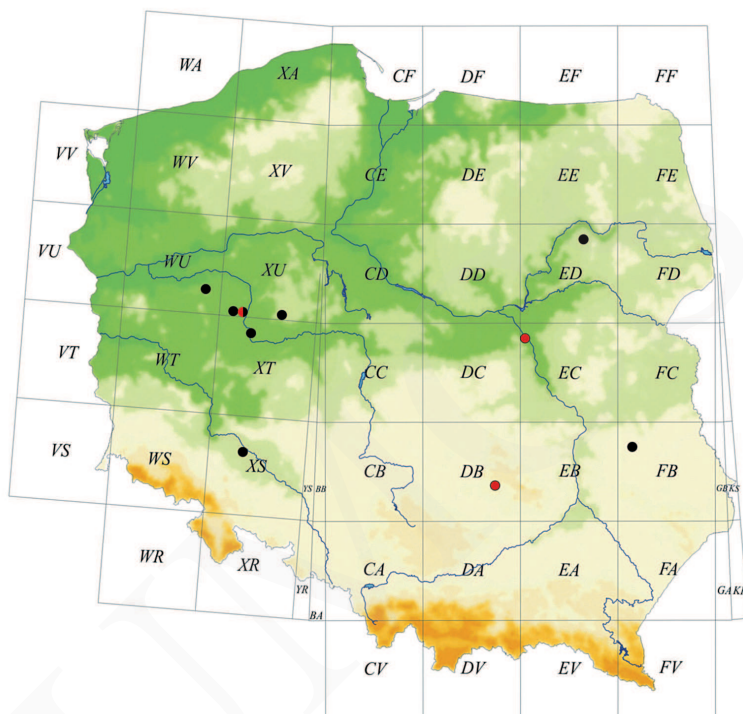 WA XA CF DF EF FF
VV WV XV CE DE EE FE
VU WU XU CD DD ED FD
VT WT XT CC DC EC FC
VS WS XS YS BB CB DB EB FB GB KS
WR XR YR CA DA EA FA GA
BA
CV DV EV FV